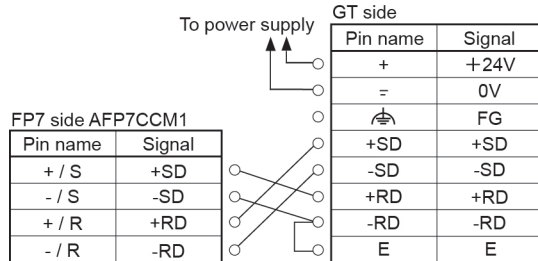 To power supply
GT side
Pin name Signal
+ +24V
= 0V
FG
+SD +SD
-SD -SD
+RD +RD
-RD -RD
E E
FP7 side AFP7CCM1
Pin name Signal
+ / S +SD
- / S -SD
+ / R +RD
- / R -RD